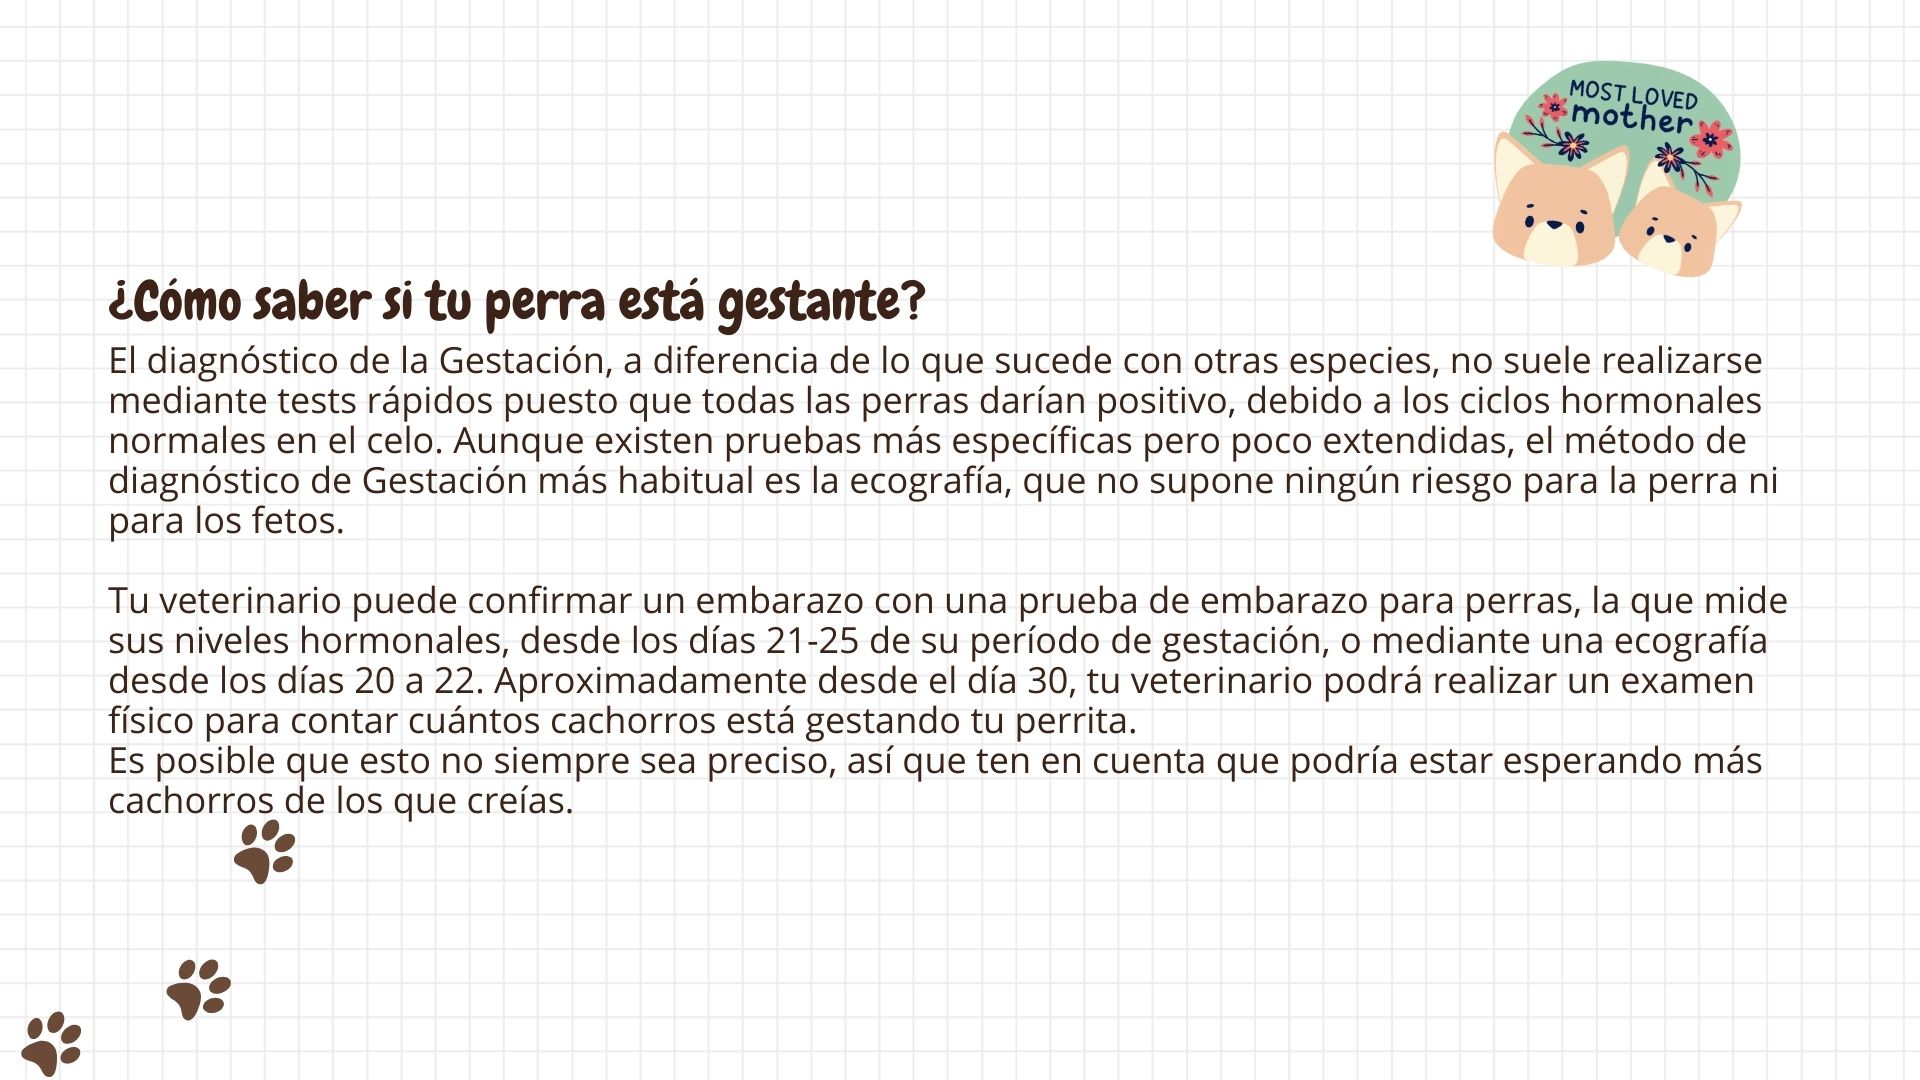 MOST LOVED
mother
¿Cómo saber si tu perra está gestante?
El diagnóstico de la Gestación, a diferencia de lo que sucede con otras especies, no suele realizarse
mediante tests rápidos puesto que todas las perras darían positivo, debido a los ciclos hormonales
normales en el celo. Aunque existen pruebas más específicas pero poco extendidas, el método de
diagnóstico de Gestación más habitual es la ecografía, que no supone ningún riesgo para la perra ni
para los fetos.
Tu veterinario puede confirmar un embarazo con una prueba de embarazo para perras, la que mide
sus niveles hormonales, desde los días 21-25 de su período de gestación, o mediante una ecografía
desde los días 20 a 22. Aproximadamente desde el día 30, tu veterinario podrá realizar un examen
físico para contar cuántos cachorros está gestando tu perrita.
Es posible que esto no siempre sea preciso, así que ten en cuenta que podría estar esperando más
cachorros de los que creías.